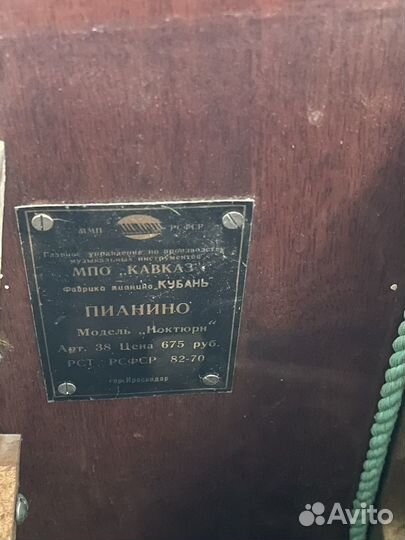 ММП РСФСР
Главное управление по производству
музыкальных инструментов
МПО „КАВКАЗ"
Фабрика пианино "КУБАНЬ"
ПИАНИНО
Модель „Ноктюрн"
Арт. 38 Цена 675 руб.
РСТ РСФСР 82-70
гор. Краснодар
Avito